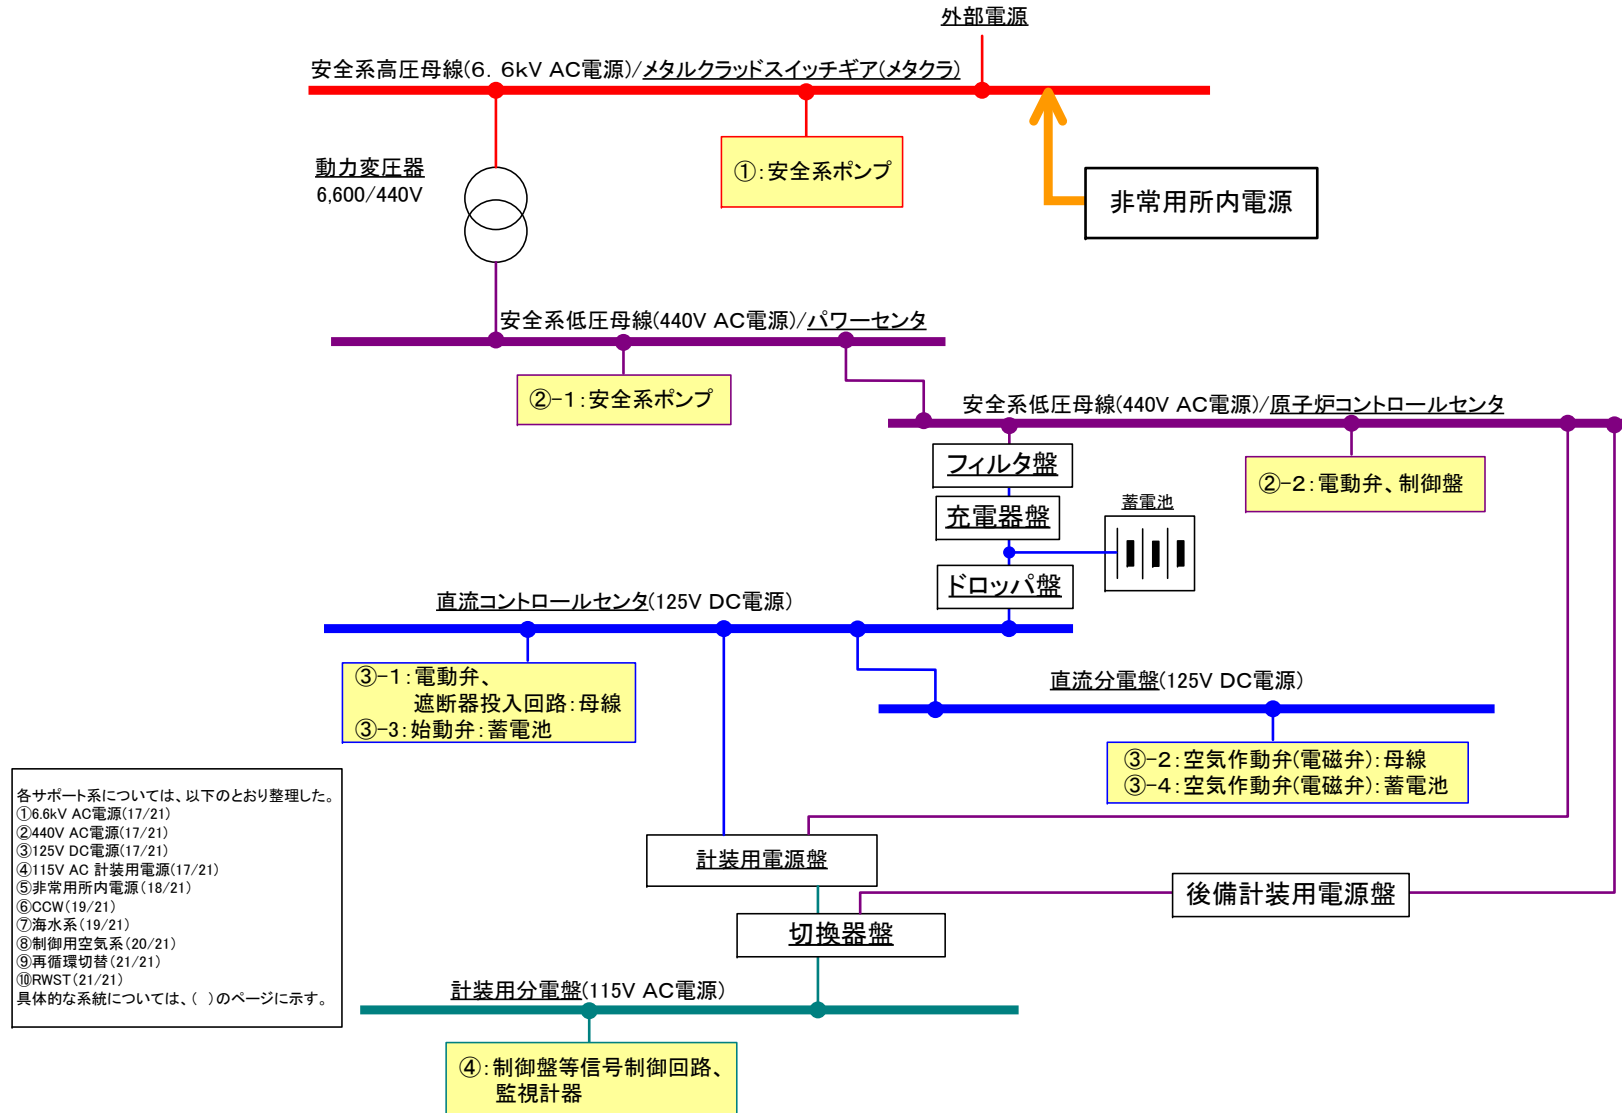 外部電源
安全系高圧母線(6．6kV AC電源)/メタルクラッドスイッチギア(メタクラ)
動力変圧器
6,600/440V
①：安全系ポンプ
非常用所内電源
安全系低圧母線(440V AC電源)/パワーセンタ
②-1：安全系ポンプ
安全系低圧母線(440V AC電源)/原子炉コントロールセンタ
フィルタ盤
②-2：電動弁、制御盤
充電器盤
蓄電池
ドロッパ盤
直流コントロールセンタ(125V DC電源)
③-1：電動弁、
遮断器投入回路：母線
③-3：始動弁：蓄電池
直流分電盤(125V DC電源)
③-2：空気作動弁(電磁弁)：母線
③-4：空気作動弁(電磁弁)：蓄電池
各サポート系については、以下のとおり整理した。
①6.6kV AC電源(17/21)
②440V AC電源(17/21)
③125V DC電源(17/21)
④115V AC 計装用電源(17/21)
⑤非常用所内電源(18/21)
⑥CCW(19/21)
⑦海水系(19/21)
⑧制御用空気系(20/21)
⑨再循環切替(21/21)
⑩RWST(21/21)
具体的な系統については、( )のページに示す。
計装用電源盤
後備計装用電源盤
切換器盤
計装用分電盤(115V AC電源)
④：制御盤等信号制御回路、
監視計器